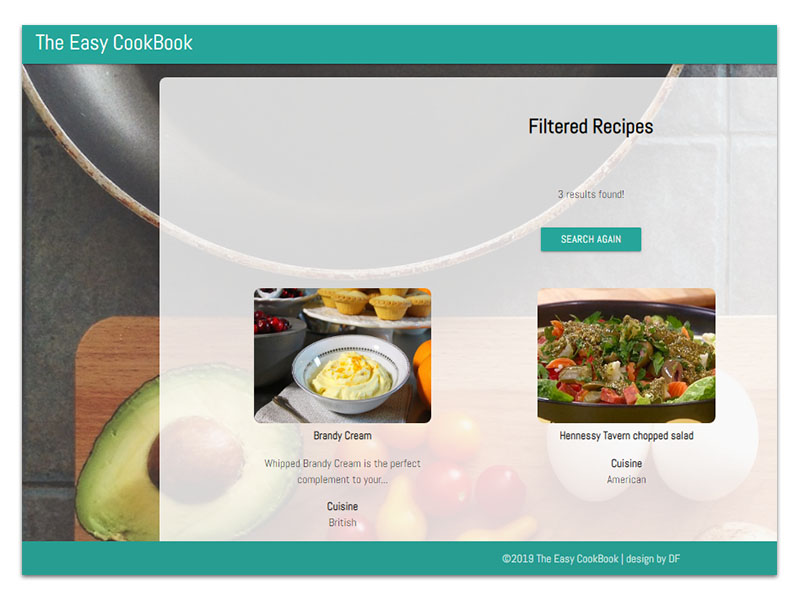 The Easy CookBook
Filtered Recipes
3 results found!
SEARCH AGAIN
Brandy Cream
Whipped Brandy Cream is the perfect
complement to your...
Cuisine
British
Hennessy Tavern chopped salad
Cuisine
American
©2019 The Easy CookBook | design by DF